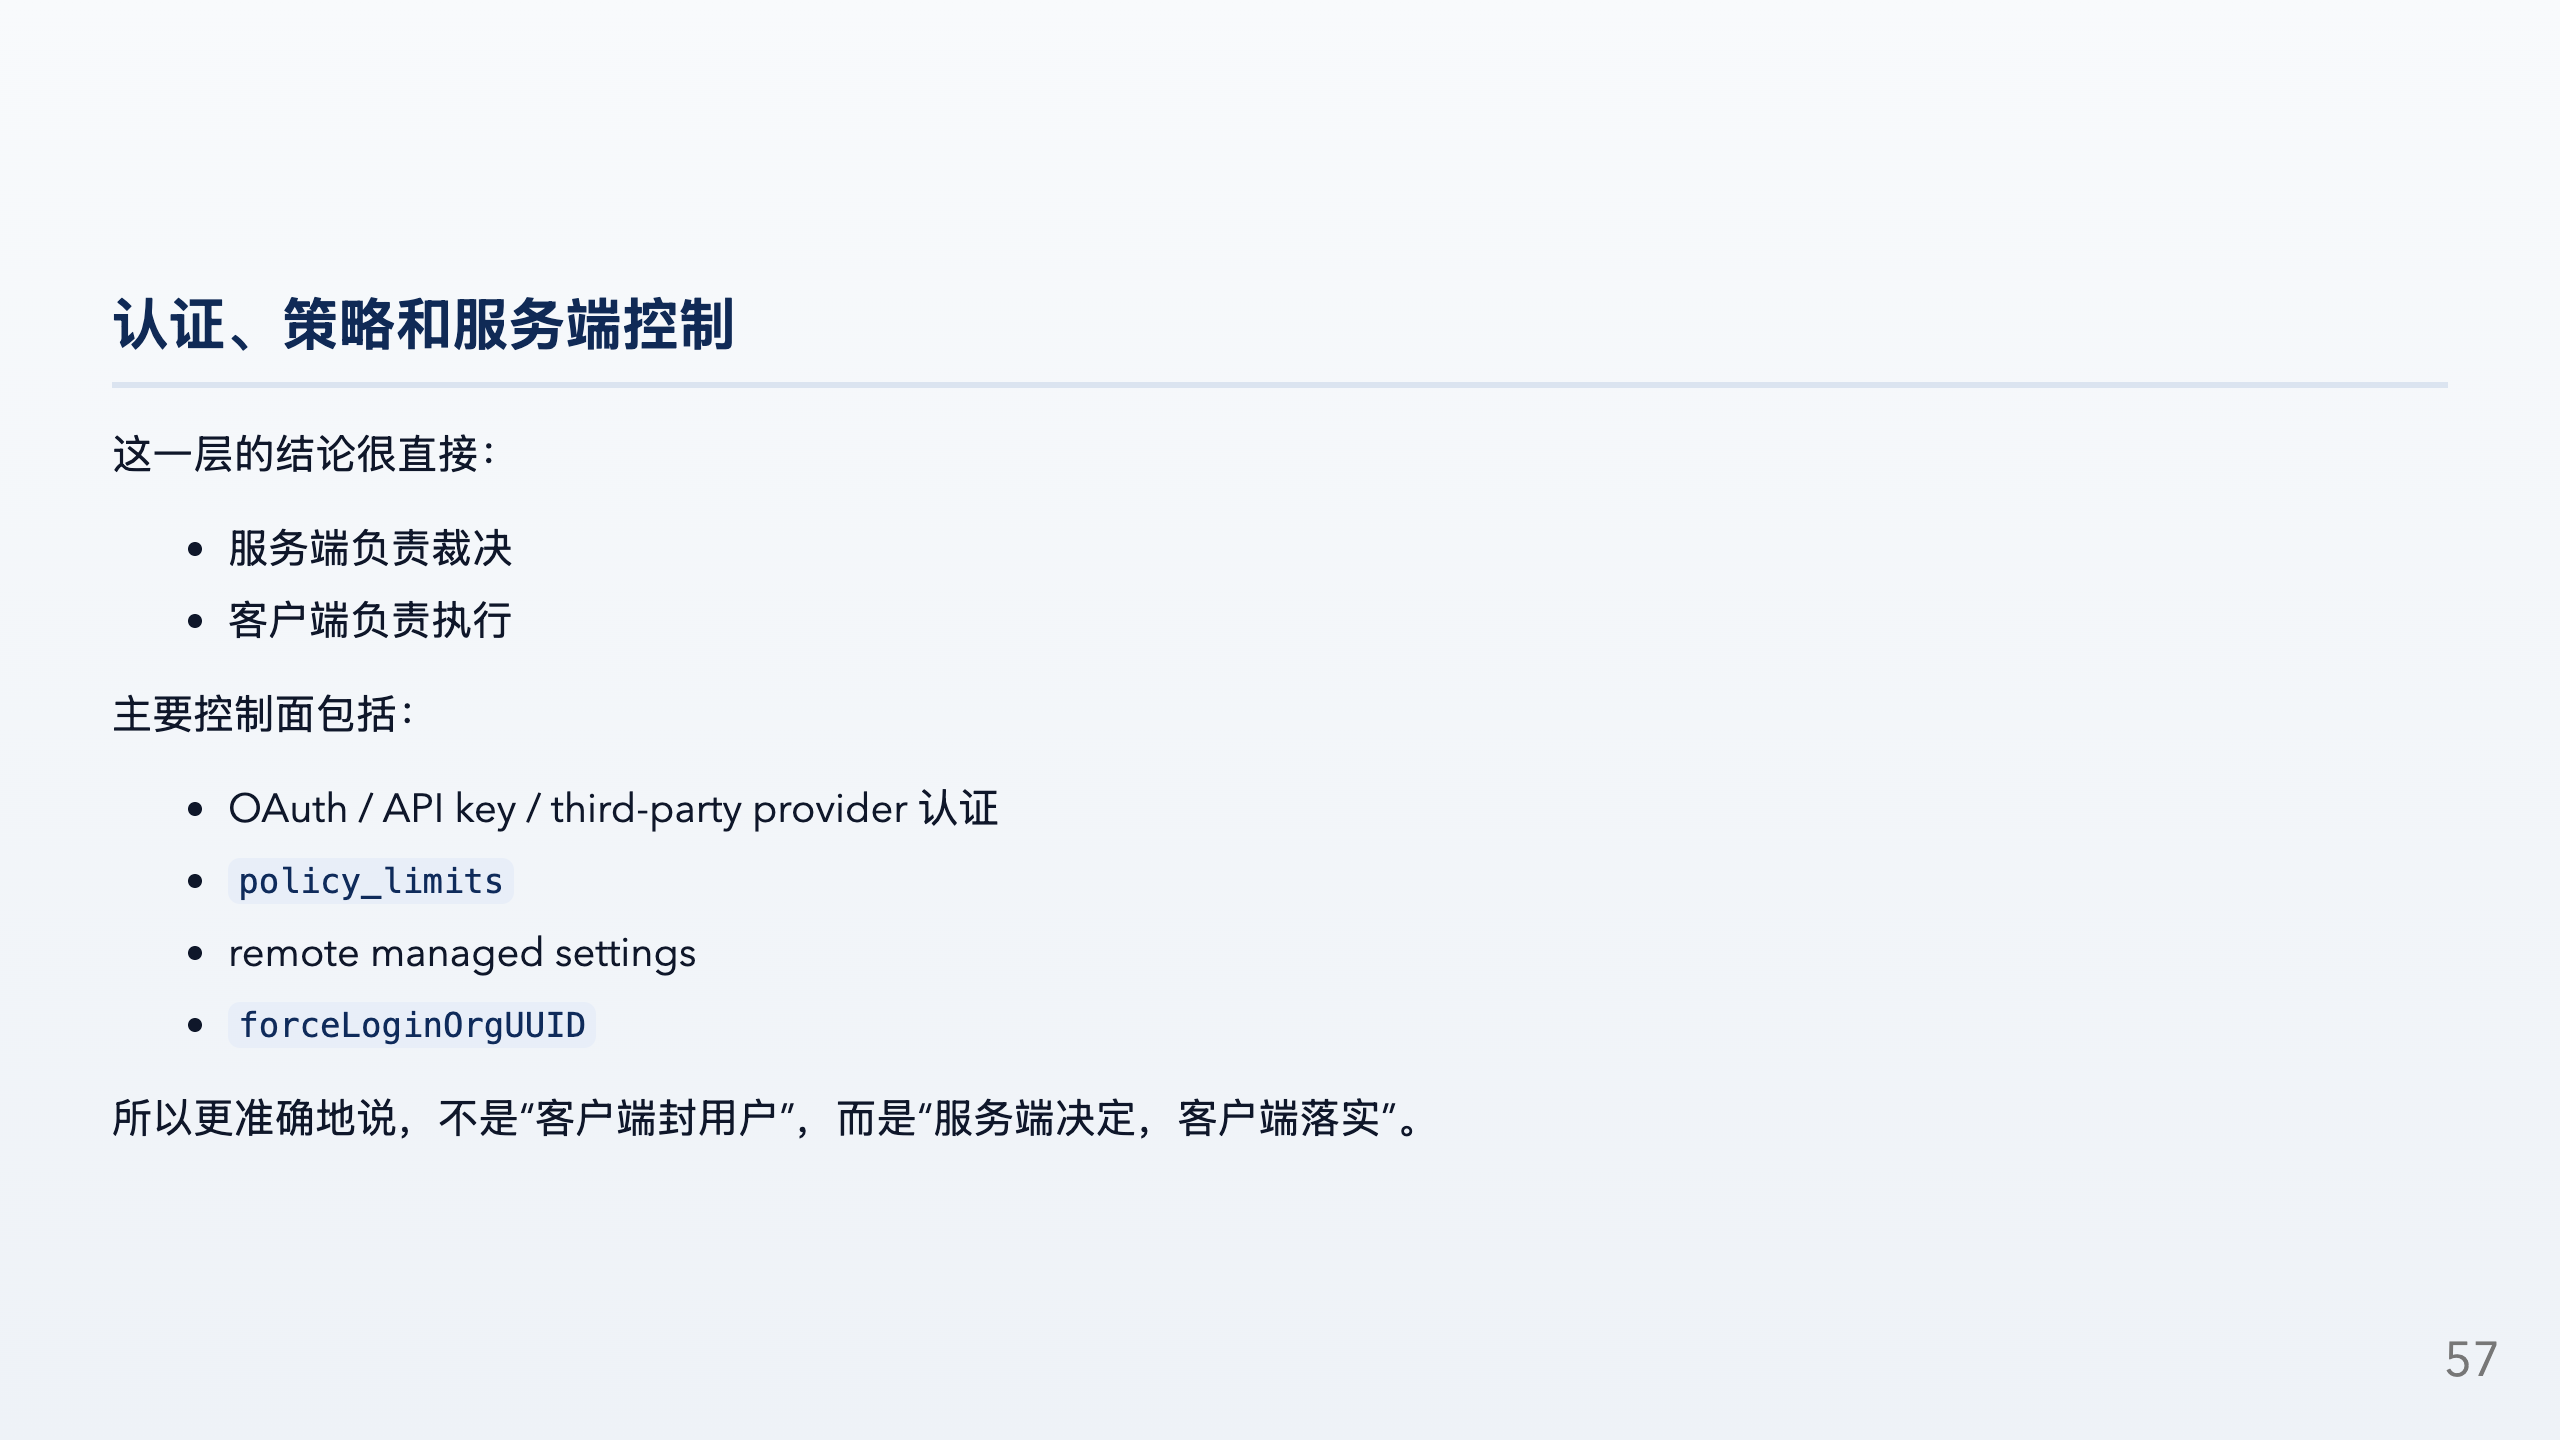 认证、策略和服务端控制
这一层的结论很直接：
• 服务端负责裁决
• 客户端负责执行
主要控制面包括：
• OAuth / API key / third-party provider 认证
• policy_limits
• remote managed settings
• forceLoginOrgUUID
所以更准确地说，不是“客户端封用户”，而是“服务端决定，客户端落实”。
57